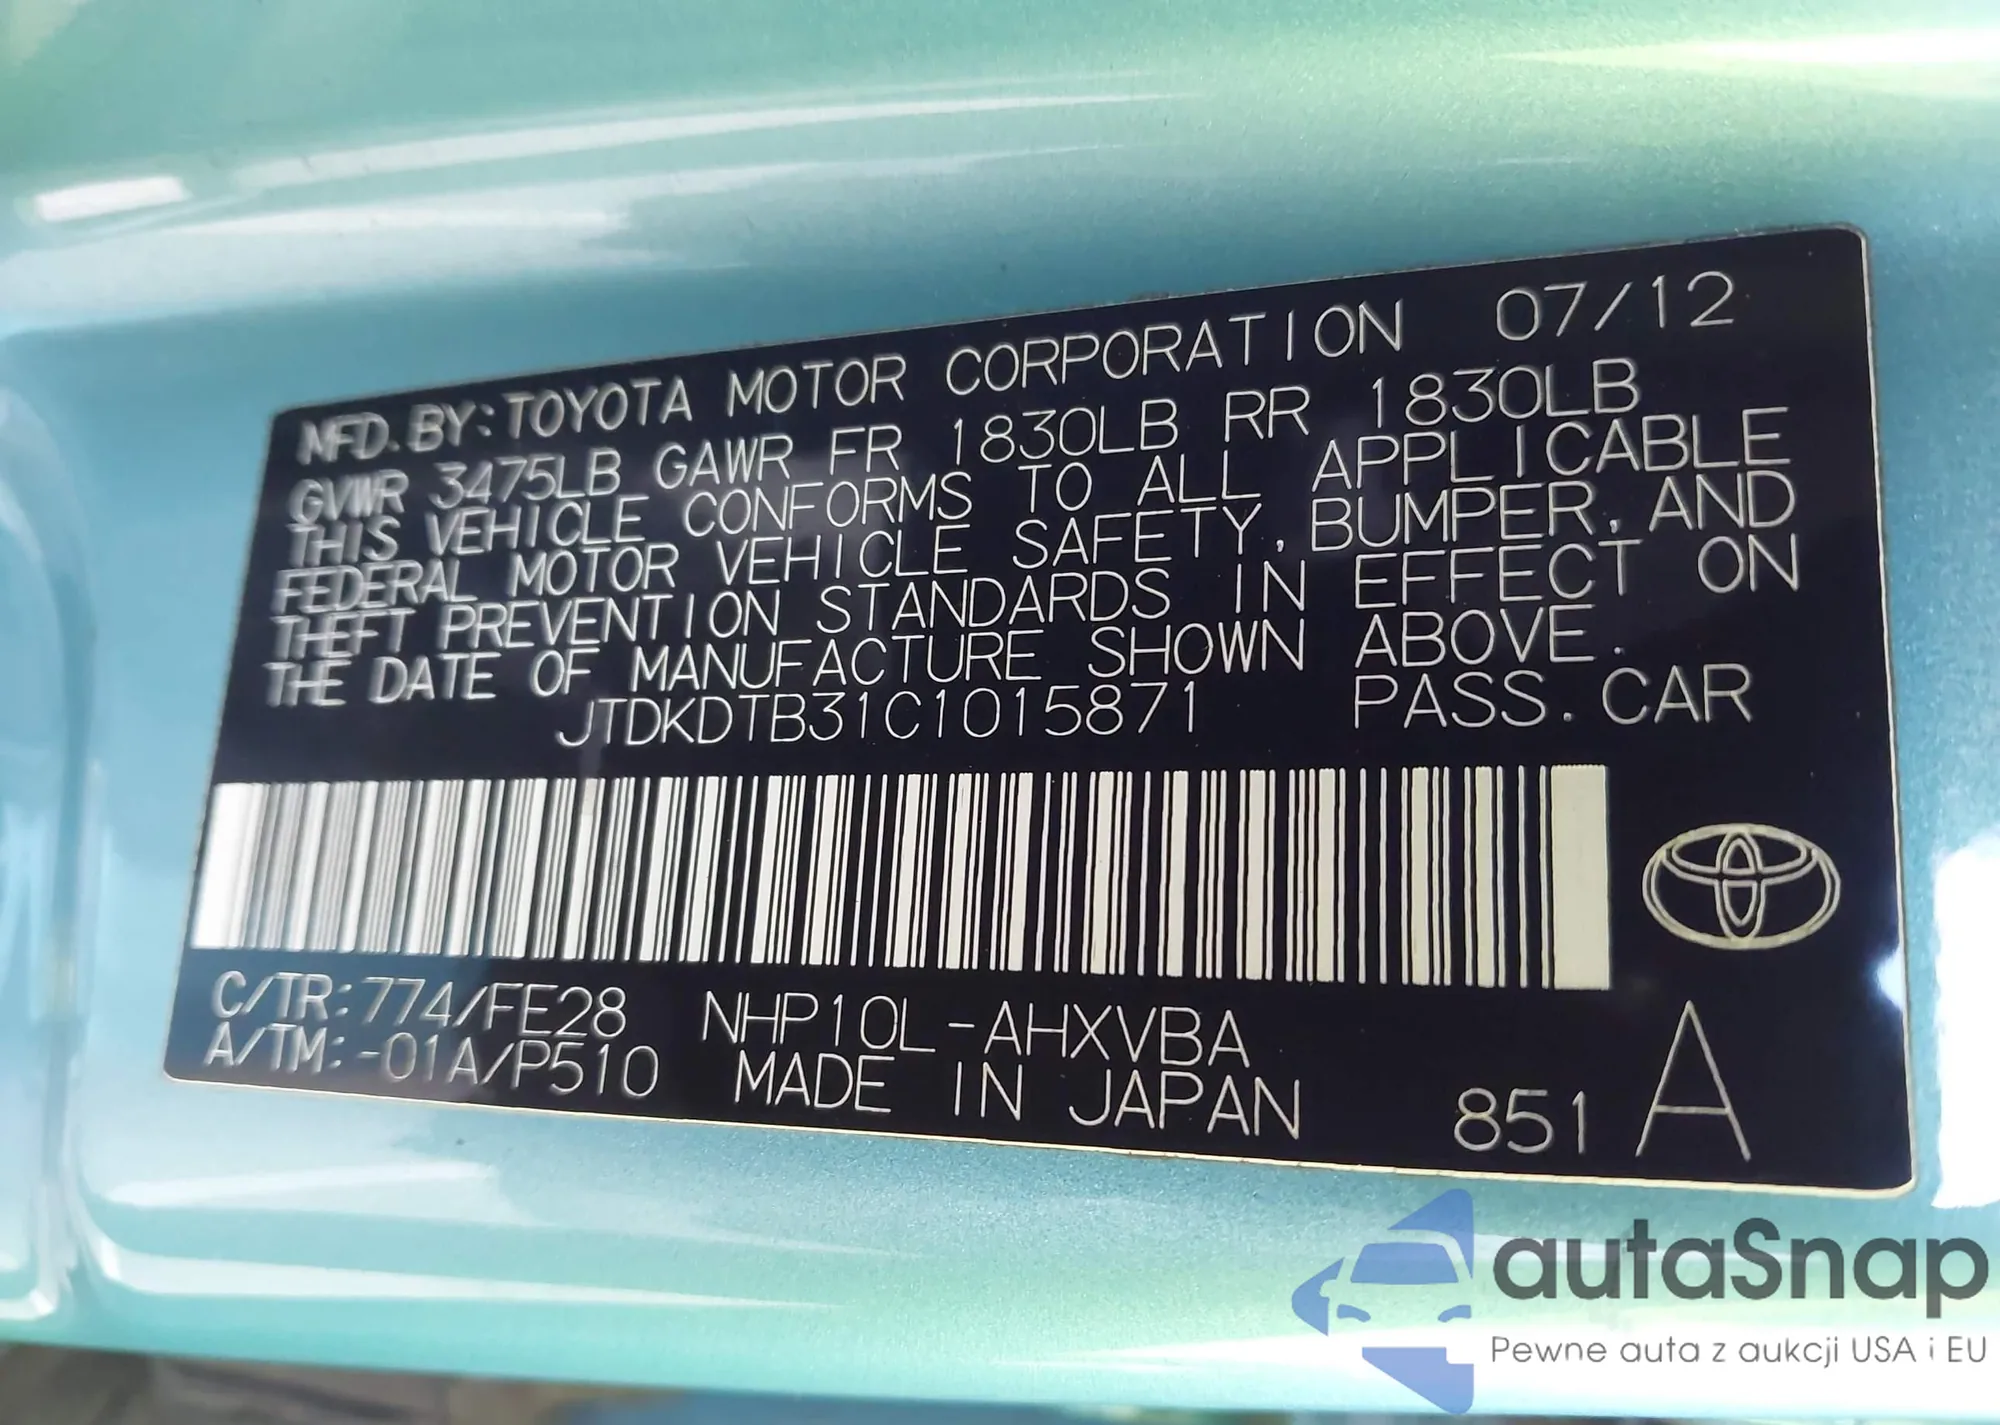 MFD. BY: TOYOTA MOTOR CORPORATION 07/12
GVWR 3475LB GAWR FR 1830LB RR 1830LB
THIS VEHICLE CONFORMS TO ALL APPLICABLE
FEDERAL MOTOR VEHICLE SAFETY, BUMPER, AND
THEFT PREVENTION STANDARDS IN EFFECT ON
THE DATE OF MANUFACTURE SHOWN ABOVE.
JTDKDTB31C1015871 PASS. CAR
C/TR: 774/FE28 NHP10L-AHXVBA
A/TM: -01A/P510 MADE IN JAPAN 851 A
autaSnap
Pewne auta z aukcji USA i EU